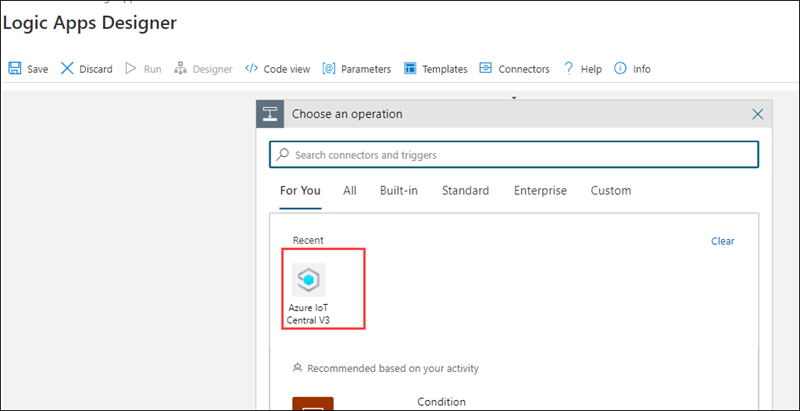 Logic Apps Designer
Save Discard Run Designer Code view Parameters Templates Connectors Help Info
Choose an operation
Search connectors and triggers
For You All Built-in Standard Enterprise Custom
Recent Clear
Azure IoT
Central V3
Recommended based on your activity
Condition